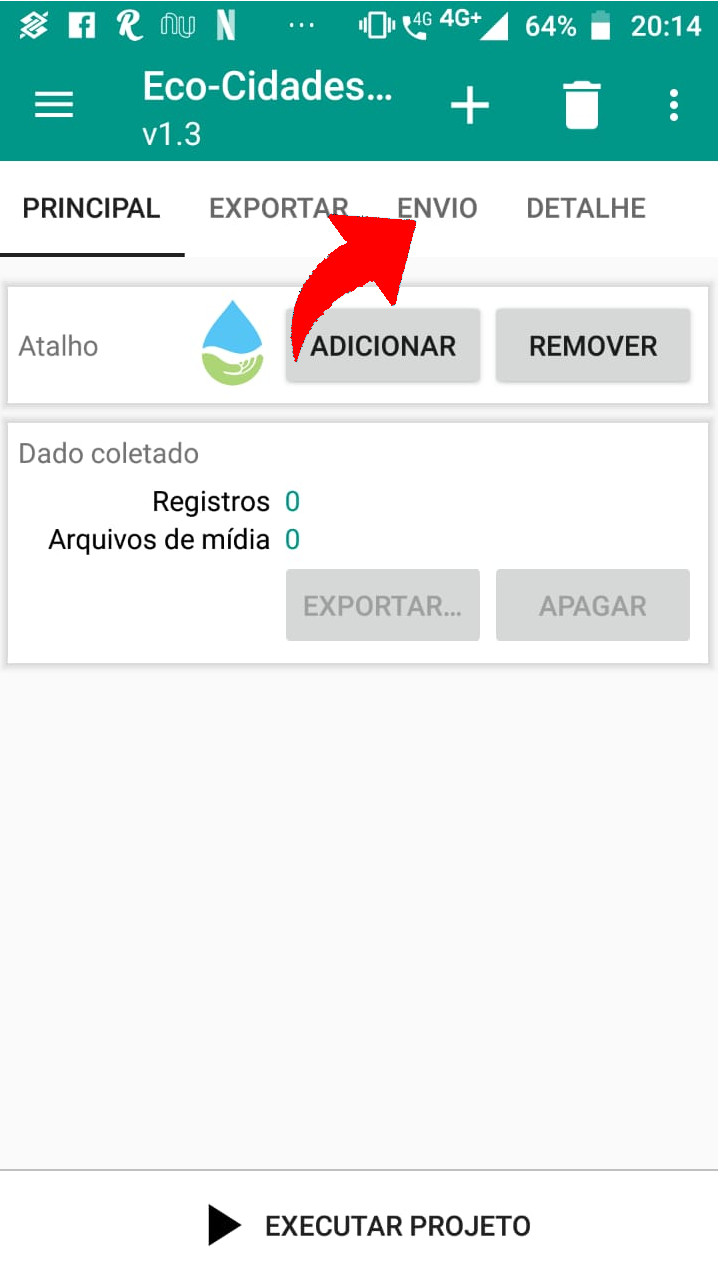 4G 4G+ 64% 20:14
Eco-Cidades...
v1.3
PRINCIPAL EXPORTAR ENVIO DETALHE
Atalho ADICIONAR REMOVER
Dado coletado
Registros 0
Arquivos de mídia 0
EXPORTAR... APAGAR
EXECUTAR PROJETO